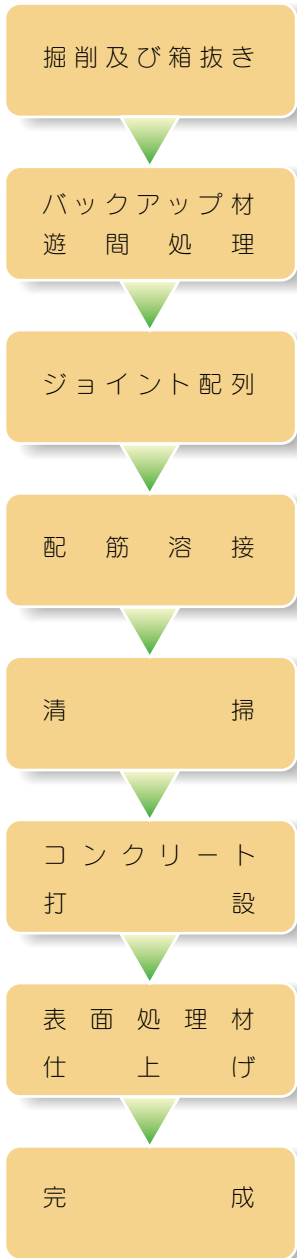 掘削及び箱抜き
バックアップ材
遊間処理
ジョイント配列
配筋溶接
清掃
コンクリート
打設
表面処理材
仕上げ
完成